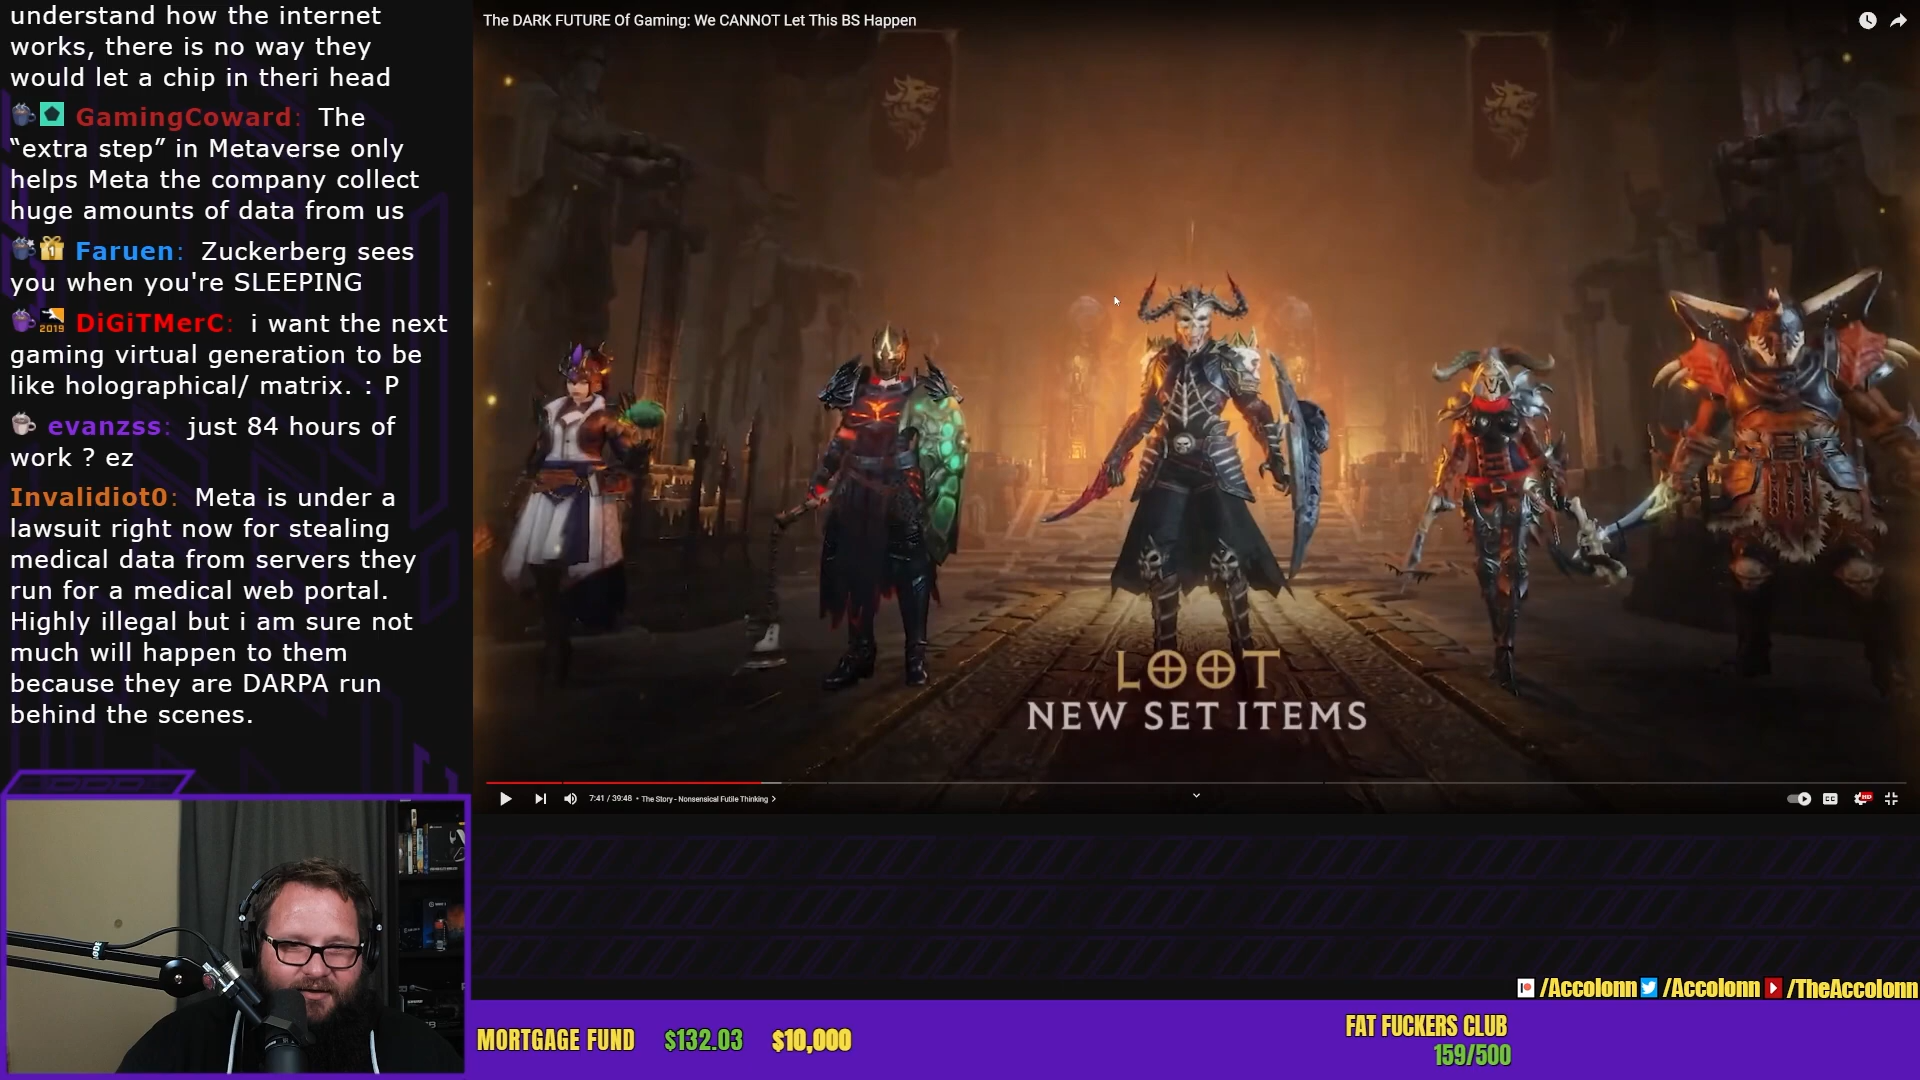 understand how the internet
works, there is no way they
would let a chip in theri head
GamingCoward: The
“extra step” in Metaverse only
helps Meta the company collect
huge amounts of data from us
Faruen: Zuckerberg sees
you when you're SLEEPING
2019 DiGiTMerC: i want the next
gaming virtual generation to be
like holographical/ matrix. : P
evanzss: just 84 hours of
work ? ez
Invalidiot0: Meta is under a
lawsuit right now for stealing
medical data from servers they
run for a medical web portal.
Highly illegal but i am sure not
much will happen to them
because they are DARPA run
behind the scenes.
The DARK FUTURE Of Gaming: We CANNOT Let This BS Happen
LOOT
NEW SET ITEMS
7:41 / 39:48 • The Story - Nonsensical Futile Thinking >
CC
HD
/Accolonn /Accolonn /TheAccolonn
MORTGAGE FUND $132.03 $10,000
FAT FUCKERS CLUB
159/500